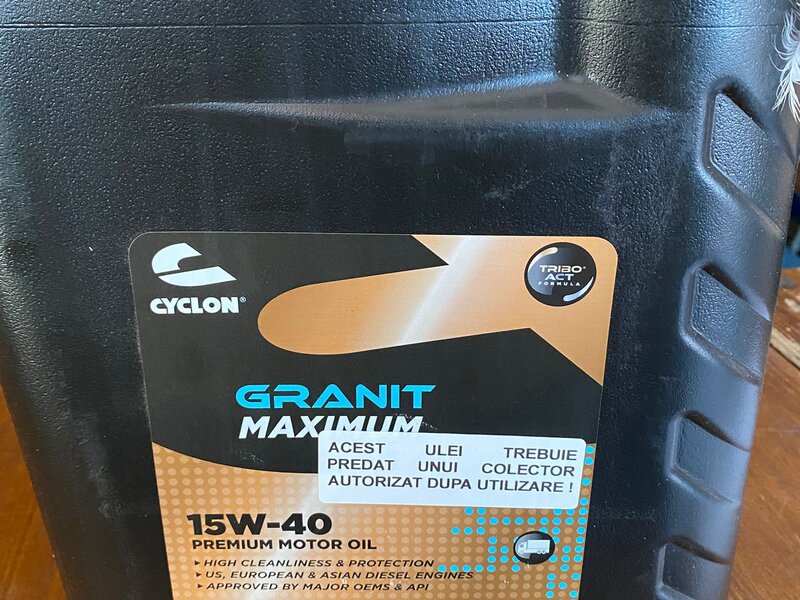 CYCLON®
TRIBO®
ACT
FORMULA
GRANIT
MAXIMUM
ACEST ULEI TREBUIE
PREDAT UNUI COLECTOR
AUTORIZAT DUPA UTILIZARE !
15W-40
PREMIUM MOTOR OIL
HIGH CLEANLINESS & PROTECTION
US, EUROPEAN & ASIAN DIESEL ENGINES
APPROVED BY MAJOR OEMS & API